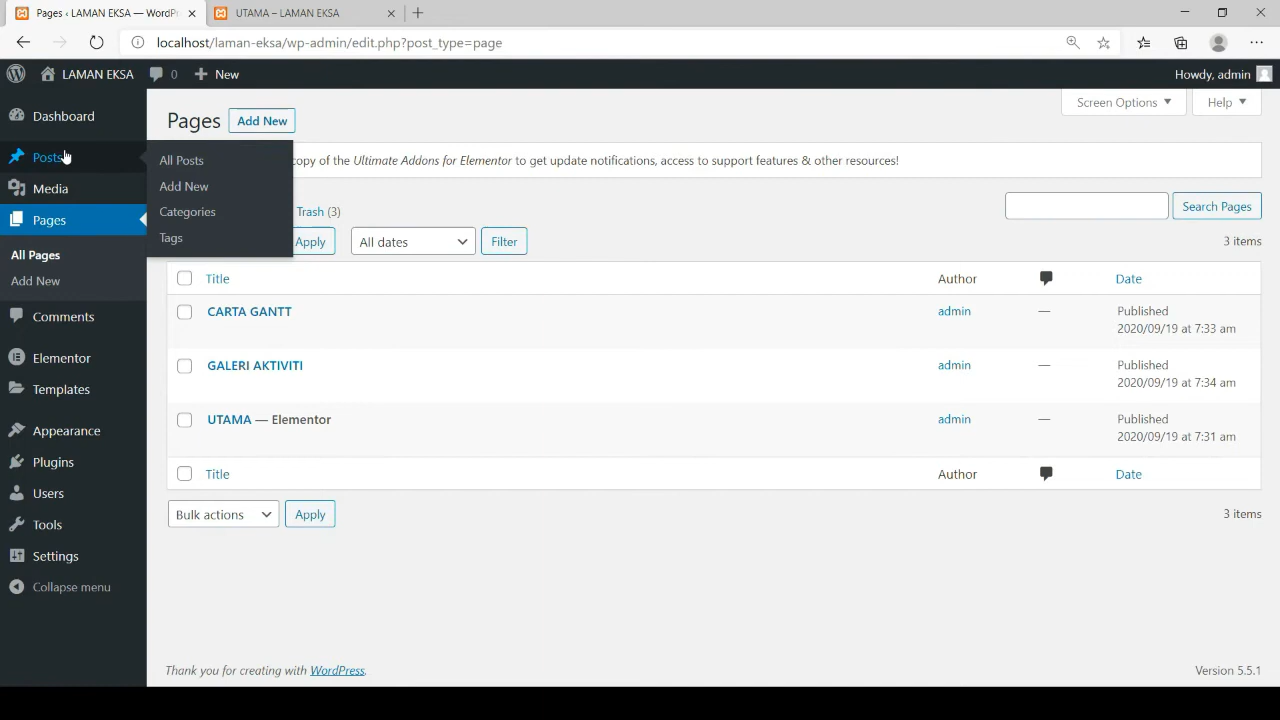 Pages ‹ LAMAN EKSA — WordPr
UTAMA – LAMAN EKSA
localhost/laman-eksa/wp-admin/edit.php?post_type=page
LAMAN EKSA
0
New
Howdy, admin
Dashboard
Posts
Media
Pages
All Pages
Add New
Comments
Elementor
Templates
Appearance
Plugins
Users
Tools
Settings
Collapse menu
All Posts
Add New
Categories
Tags
Pages
Add New
Screen Options
Help
copy of the Ultimate Addons for Elementor to get update notifications, access to support features & other resources!
Trash (3)
Search Pages
Apply
All dates
Filter
3 items
Title
Author
Date
CARTA GANTT
admin
—
Published
2020/09/19 at 7:33 am
GALERI AKTIVITI
admin
—
Published
2020/09/19 at 7:34 am
UTAMA — Elementor
admin
—
Published
2020/09/19 at 7:31 am
Title
Author
Date
Bulk actions
Apply
3 items
Thank you for creating with WordPress.
Version 5.5.1